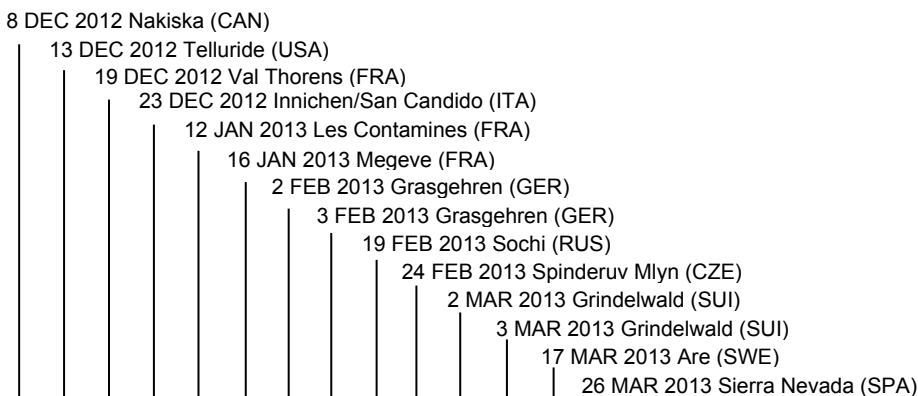 8 DEC 2012 Nakiska (CAN)
13 DEC 2012 Telluride (USA)
19 DEC 2012 Val Thorens (FRA)
23 DEC 2012 Innichen/San Candido (ITA)
12 JAN 2013 Les Contamines (FRA)
16 JAN 2013 Megeve (FRA)
2 FEB 2013 Grasgehren (GER)
3 FEB 2013 Grasgehren (GER)
19 FEB 2013 Sochi (RUS)
24 FEB 2013 Spinderuv Mlyn (CZE)
2 MAR 2013 Grindelwald (SUI)
3 MAR 2013 Grindelwald (SUI)
17 MAR 2013 Are (SWE)
26 MAR 2013 Sierra Nevada (SPA)